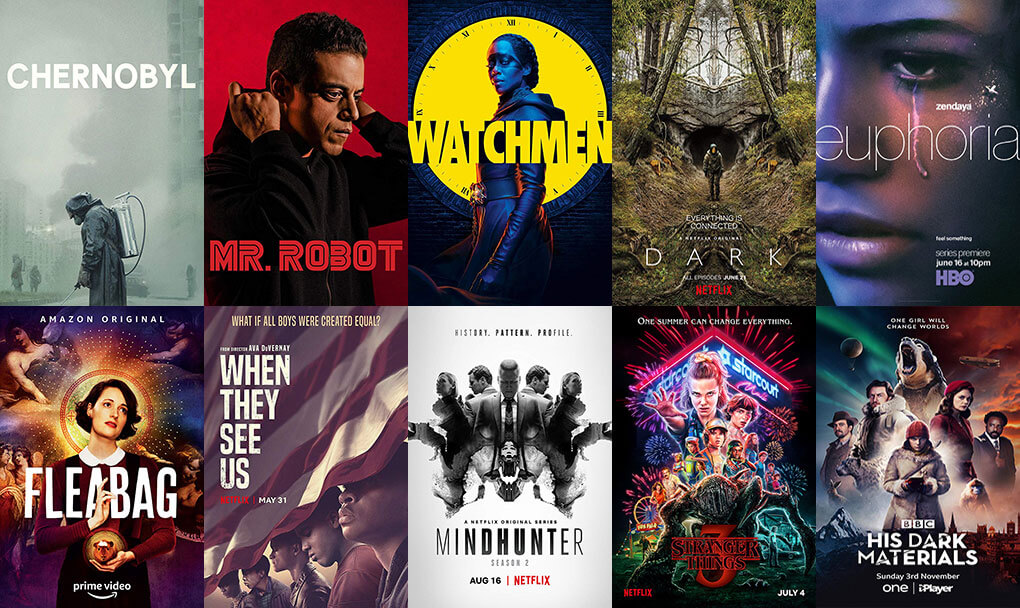 CHERNOBYL
MR. ROBOT
WATCHMEN
EVERYTHING IS
CONNECTED
A NETFLIX ORIGINAL
DARK
ALL EPISODES JUNE 21
NETFLIX
zendaya
euphoria
feel something
series premiere
june 16 at 10pm
HBO
AMAZON ORIGINAL
FLEABAG
prime video
WHAT IF ALL BOYS WERE CREATED EQUAL?
FROM DIRECTOR AVA DUVERNAY
WHEN
THEY
SEE
US
NETFLIX | MAY 31
HISTORY. PATTERN. PROFILE.
A NETFLIX ORIGINAL SERIES
MINDHUNTER
SEASON 2
AUG 16 | NETFLIX
ONE SUMMER CAN CHANGE EVERYTHING.
starcourt
STRANGER
THINGS
3
NETFLIX
JULY 4
ONE GIRL WILL
CHANGE WORLDS
BBC
HIS DARK
MATERIALS
Sunday 3rd November
one | iPlayer